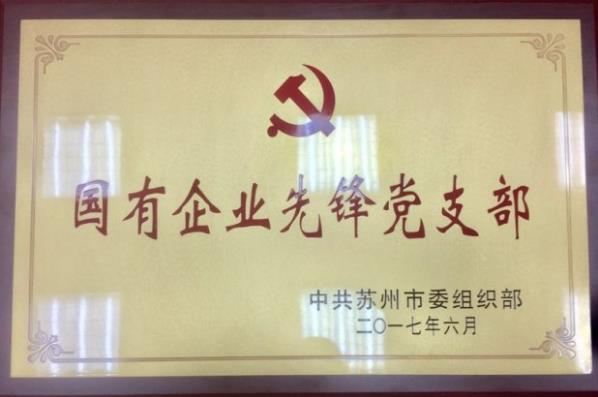 国有企业先锋党支部
中共苏州市委组织部
二〇一七年六月